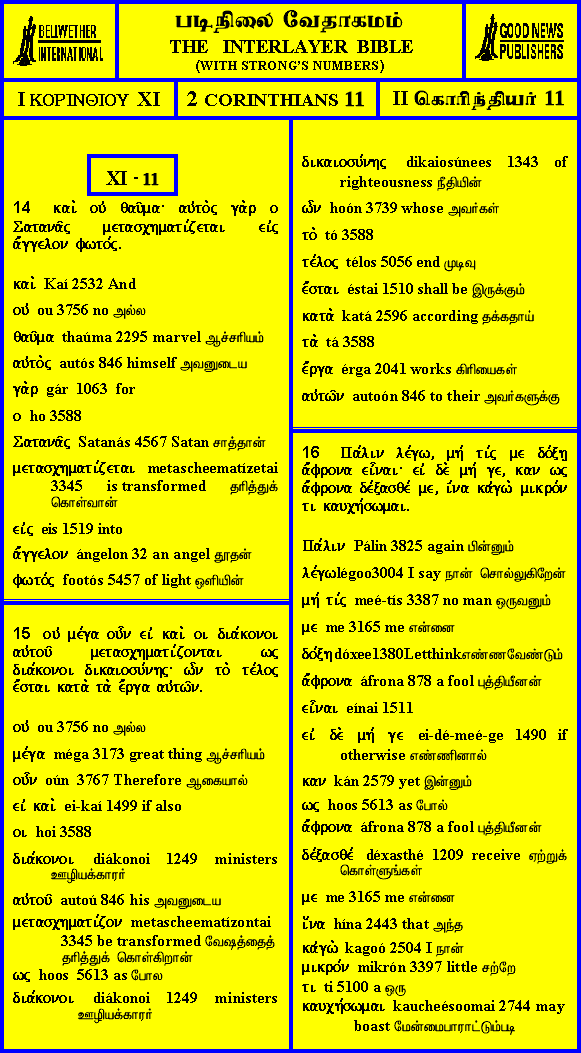 BELLWETHER
INTERNATIONAL
படிநிலை வேதாகமம்
THE INTERLAYER BIBLE
(WITH STRONG'S NUMBERS)
GOOD NEWS
PUBLISHERS
I ΚΟΡΙΝΘΙΟΥ XI
2 CORINTHIANS 11
II கொரிந்தியர் 11
XI - 11
14 καὶ οὐ θαῦμα· αὐτὸς γὰρ ο
Σατανᾶς μετασχηματίζεται εἰς
ἄγγελον φωτός.
καὶ Kaí 2532 And
οὐ ou 3756 no அல்ல
θαῦμα thaúma 2295 marvel ஆச்சரியம்
αὐτὸς autós 846 himself அவனுடைய
γὰρ gár 1063 for
ο ho 3588
Σατανᾶς Satanás 4567 Satan சாத்தான்
μετασχηματίζεται metascheematízetai
3345 is transformed தரித்துக்
கொள்வான்
εἰς eis 1519 into
ἄγγελον ángelon 32 an angel தூதன்
φωτός footós 5457 of light ஒளியின்
15 οὐ μέγα οὖν εἰ καὶ οι διάκονοι
αὐτοῦ μετασχηματίζονται ως
διάκονοι δικαιοσύνης· ὧν τὸ τέλος
ἔσται κατὰ τὰ ἔργα αὐτῶν.
οὐ ou 3756 no அல்ல
μέγα méga 3173 great thing ஆச்சரியம்
οὖν oún 3767 Therefore ஆகையால்
εἰ καὶ ei-kaí 1499 if also
οι hoi 3588
διάκονοι diákonoi 1249 ministers
ஊழியக்காரர்
αὐτοῦ autoú 846 his அவனுடைய
μετασχηματίζον metascheematízontai
3345 be transformed வேஷத்தைத்
தரித்துக் கொள்கிறான்
ως hoos 5613 as போல
διάκονοι diákonoi 1249 ministers
ஊழியக்காரர்
δικαιοσύνης dikaiosúnees 1343 of
righteousness நீதியின்
ὧν hoón 3739 whose அவர்கள்
τὸ tó 3588
τέλος télos 5056 end முடிவு
ἔσται éstai 1510 shall be இருக்கும்
κατὰ katá 2596 according தக்கதாய்
τὰ tá 3588
ἔργα érga 2041 works கிரியைகள்
αὐτῶν autoón 846 to their அவர்களுக்கு
16 Πάλιν λέγω, μή τίς με δόξῃ
ἄφρονα εἶναι· εἰ δὲ μή γε, καν ως
ἄφρονα δέξασθέ με, ἵνα κἀγὼ μικρόν
τι καυχήσωμαι.
Πάλιν Pálin 3825 again பின்னும்
λέγωlégoo3004 I say நான் சொல்லுகிறேன்
μή τίς meé-tís 3387 no man ஒருவனும்
με me 3165 me என்னை
δόξῃdóxee1380Letthinkஎண்ணவேண்டும்
ἄφρονα áfrona 878 a fool புத்தியீனன்
εἶναι eínai 1511
εἰ δὲ μή γε ei-dé-meé-ge 1490 if
otherwise எண்ணினால்
καν kán 2579 yet இன்னும்
ως hoos 5613 as போல்
ἄφρονα áfrona 878 a fool புத்தியீனன்
δέξασθέ déxasthé 1209 receive ஏற்றுக்
கொள்ளுங்கள்
με me 3165 me என்னை
ἵνα hína 2443 that அந்த
κἀγὼ kagoó 2504 I நான்
μικρόν mikrón 3397 little சற்றே
τι ti 5100 a ஒரு
καυχήσωμαι kaucheésoomai 2744 may
boast மேன்மைபாராட்டும்படி